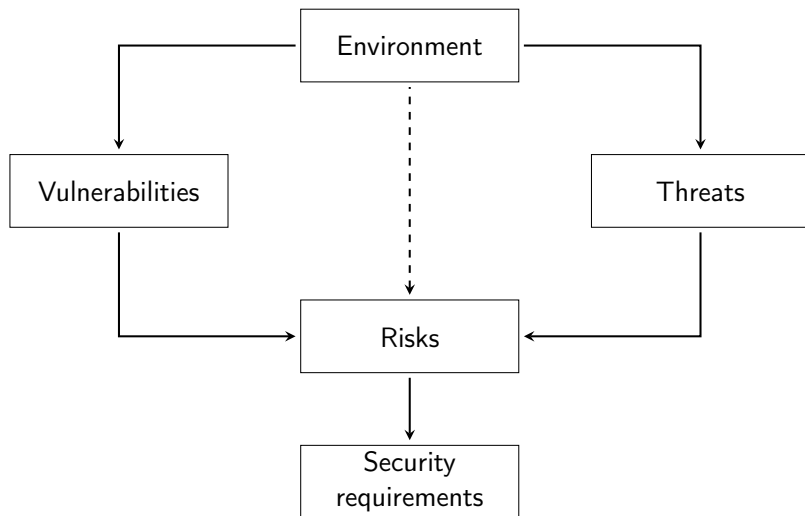 Environment
Vulnerabilities
Threats
Risks
Security
requirements